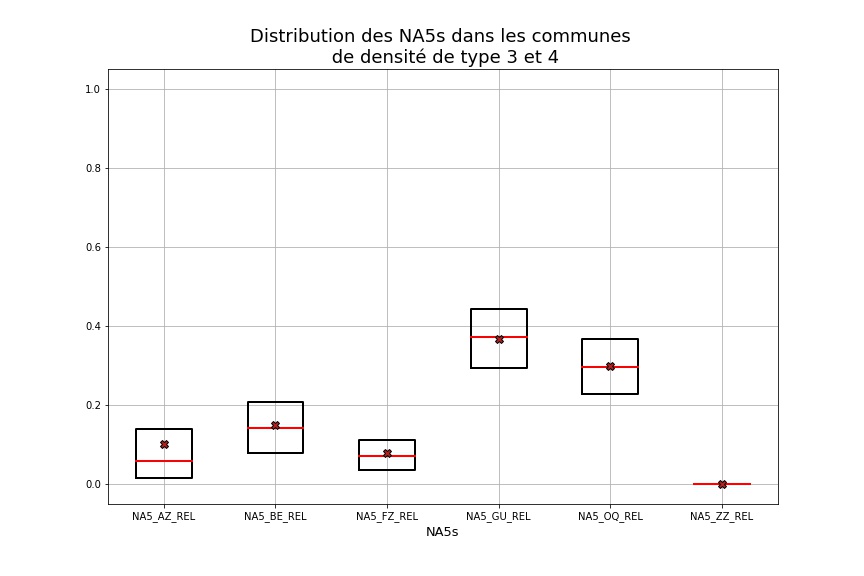 Distribution des NA5s dans les communes
de densité de type 3 et 4
1.0
0.8
0.6
0.4
0.2
0.0
NA5_AZ_REL NA5_BE_REL NA5_FZ_REL NA5_GU_REL NA5_OQ_REL NA5_ZZ_REL
NA5s